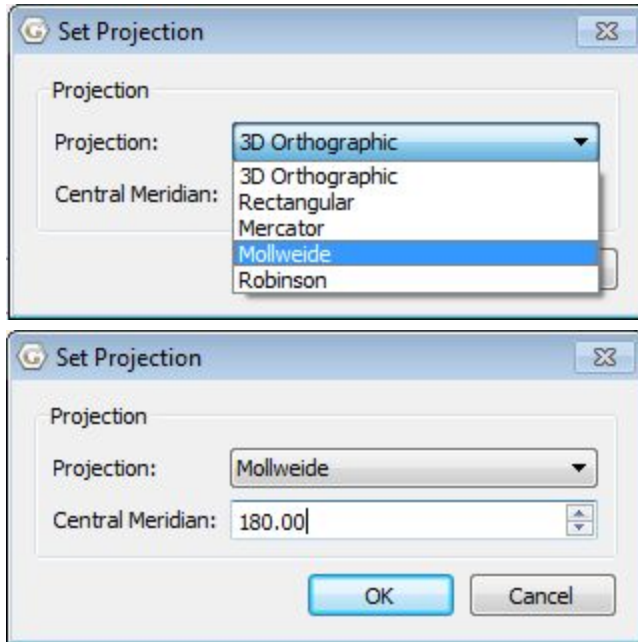 Set Projection
Projection
Projection: 3D Orthographic
3D Orthographic
Central Meridian:
Rectangular
Mercator
Mollweide
Robinson
G Set Projection
Projection
Projection: Mollweide
Central Meridian: 180.00
OK Cancel